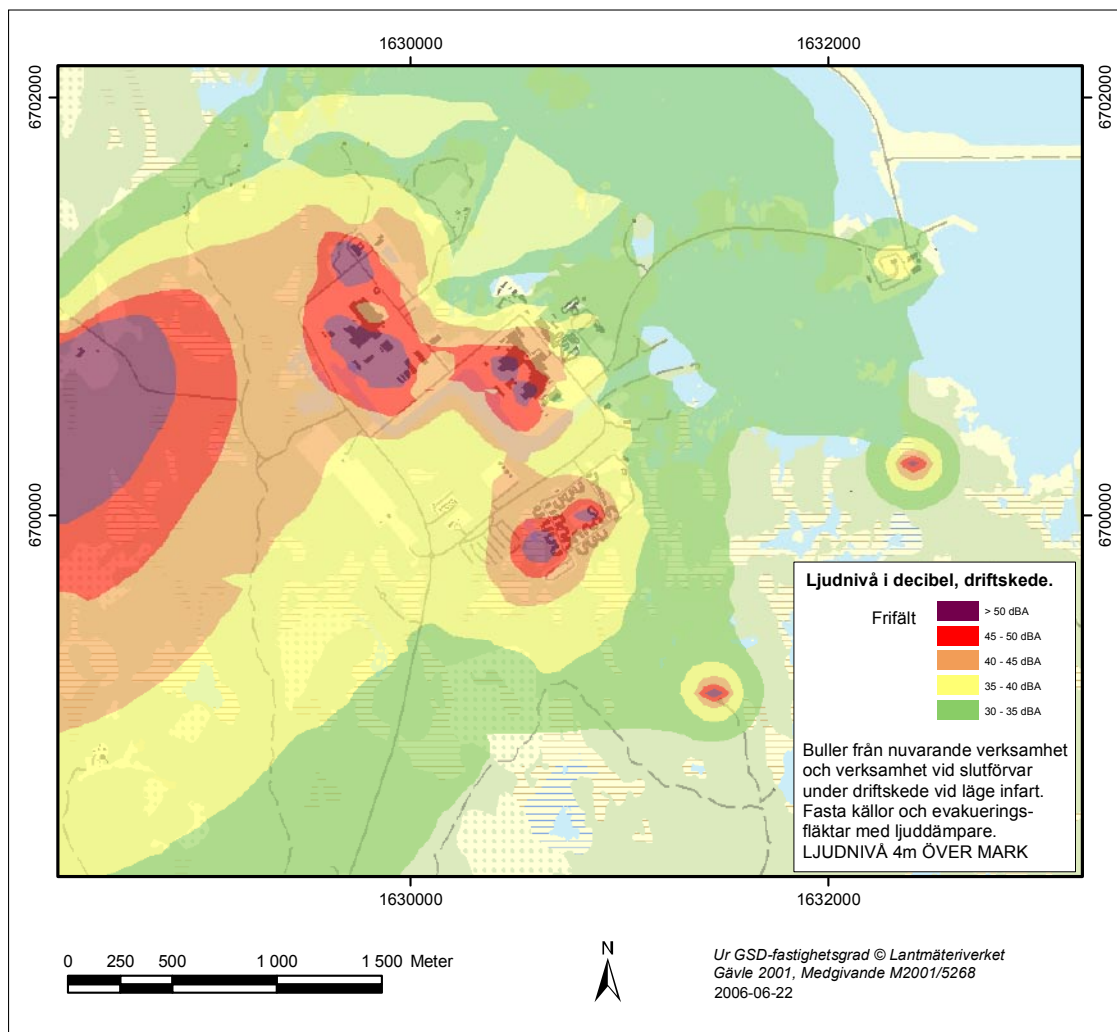 1630000 1632000
6702000 6702000
6700000 6700000
Ljudnivå i decibel, driftskede.
Frifält
> 50 dBA
45 - 50 dBA
40 - 45 dBA
35 - 40 dBA
30 - 35 dBA
Buller från nuvarande verksamhet
och verksamhet vid slutförvar
under driftskede vid läge infart.
Fasta källor och evakuerings-
fläktar med ljuddämpare.
LJUDNIVÅ 4m ÖVER MARK
1630000 1632000
0 250 500 1 000 1 500 Meter
N
Ur GSD-fastighetsgrad © Lantmäteriverket
Gävle 2001, Medgivande M2001/5268
2006-06-22